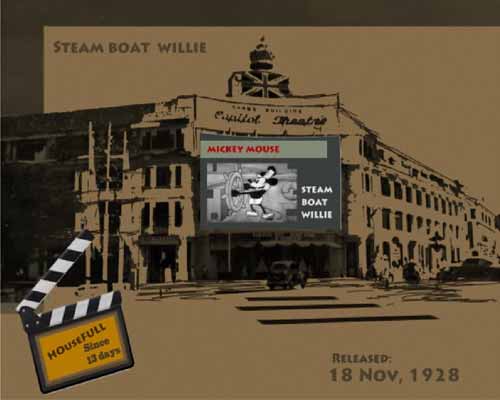 STEAM BOAT WILLIE
Capitol Theatre
MICKEY MOUSE
STEAM
BOAT
WILLIE
HOUSEFULL
Since
13 days
RELEASED:
18 NOV, 1928